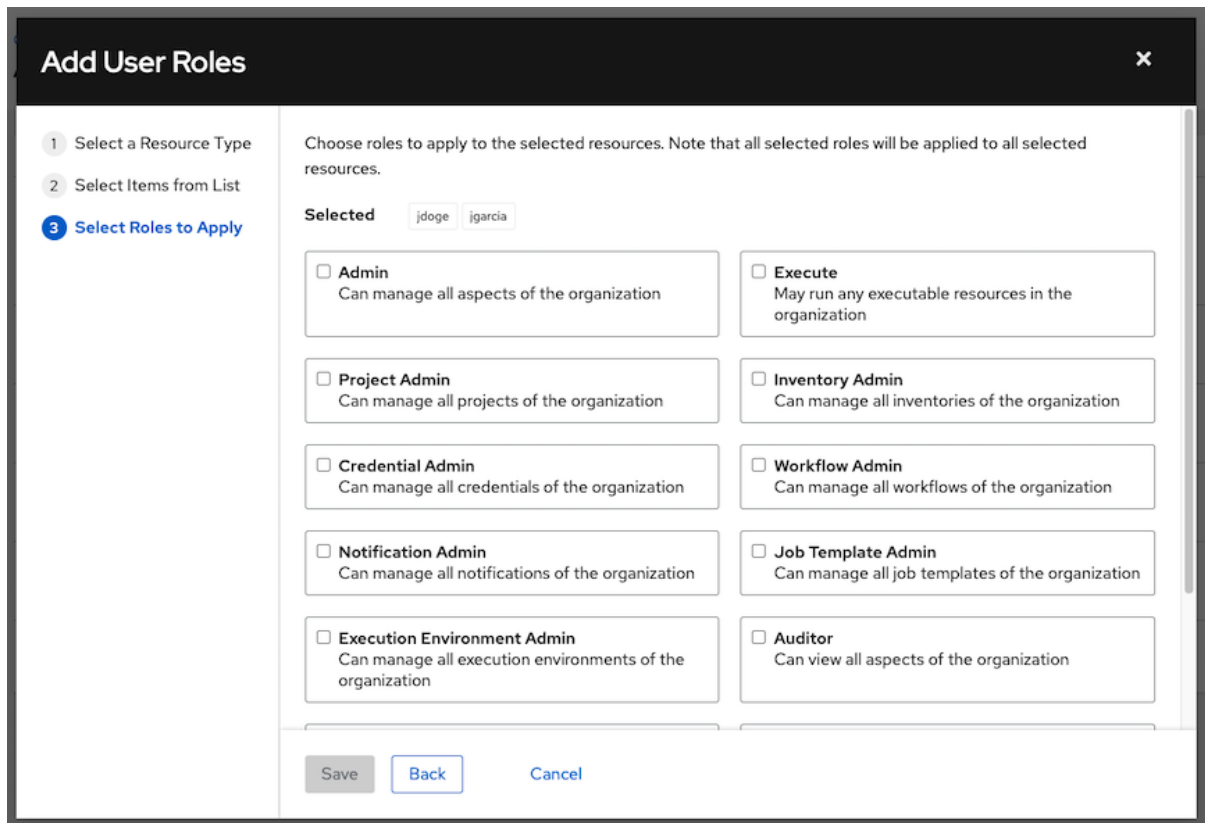 Add User Roles
1 Select a Resource Type
2 Select Items from List
3 Select Roles to Apply
Choose roles to apply to the selected resources. Note that all selected roles will be applied to all selected
resources.
Selected jdoge jgarcia
Admin
Can manage all aspects of the organization
Execute
May run any executable resources in the
organization
Project Admin
Can manage all projects of the organization
Inventory Admin
Can manage all inventories of the organization
Credential Admin
Can manage all credentials of the organization
Workflow Admin
Can manage all workflows of the organization
Notification Admin
Can manage all notifications of the organization
Job Template Admin
Can manage all job templates of the organization
Execution Environment Admin
Can manage all execution environments of the
organization
Auditor
Can view all aspects of the organization
Save Back Cancel